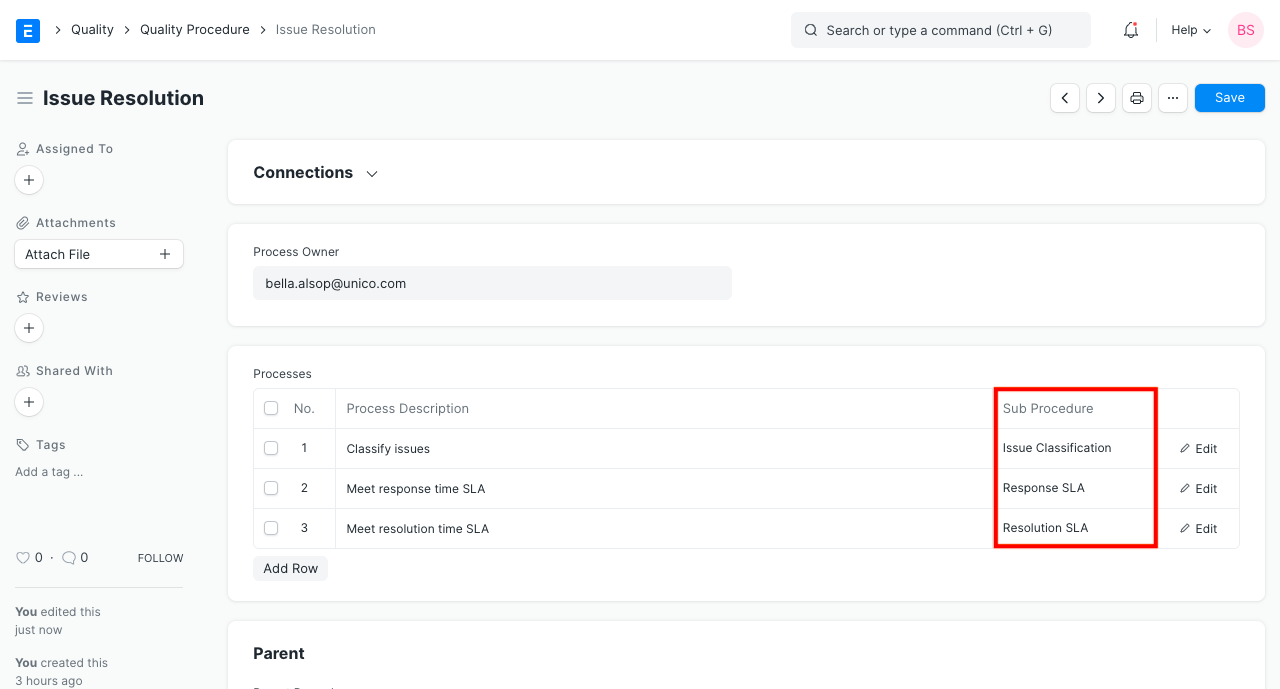 E Quality Quality Procedure Issue Resolution Search or type a command (Ctrl + G) Help BS
Issue Resolution Save
Assigned To
Attachments
Attach File
Reviews
Shared With
Tags
Add a tag ...
0 · 0 FOLLOW
You edited this
just now
You created this
3 hours ago
Connections
Process Owner
bella.alsop@unico.com
Processes
No. Process Description Sub Procedure
1 Classify issues Issue Classification Edit
2 Meet response time SLA Response SLA Edit
3 Meet resolution time SLA Resolution SLA Edit
Add Row
Parent